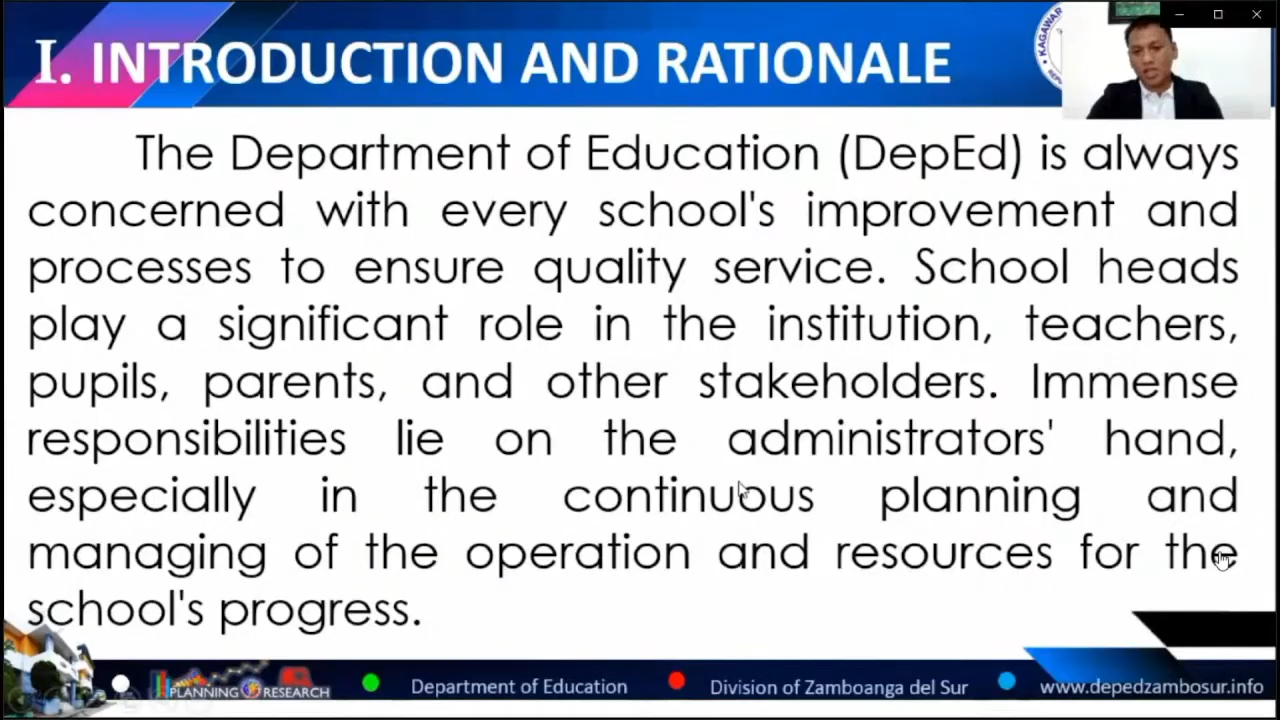 I. INTRODUCTION AND RATIONALE
KAGAWAR
The Department of Education (DepEd) is always
concerned with every school's improvement and
processes to ensure quality service. School heads
play a significant role in the institution, teachers,
pupils, parents, and other stakeholders. Immense
responsibilities lie on the administrators' hand,
especially in the continuous planning and
managing of the operation and resources for the
school's progress.
PLANNING RESEARCH
Department of Education
Division of Zamboanga del Sur
www.depedzambosur.info